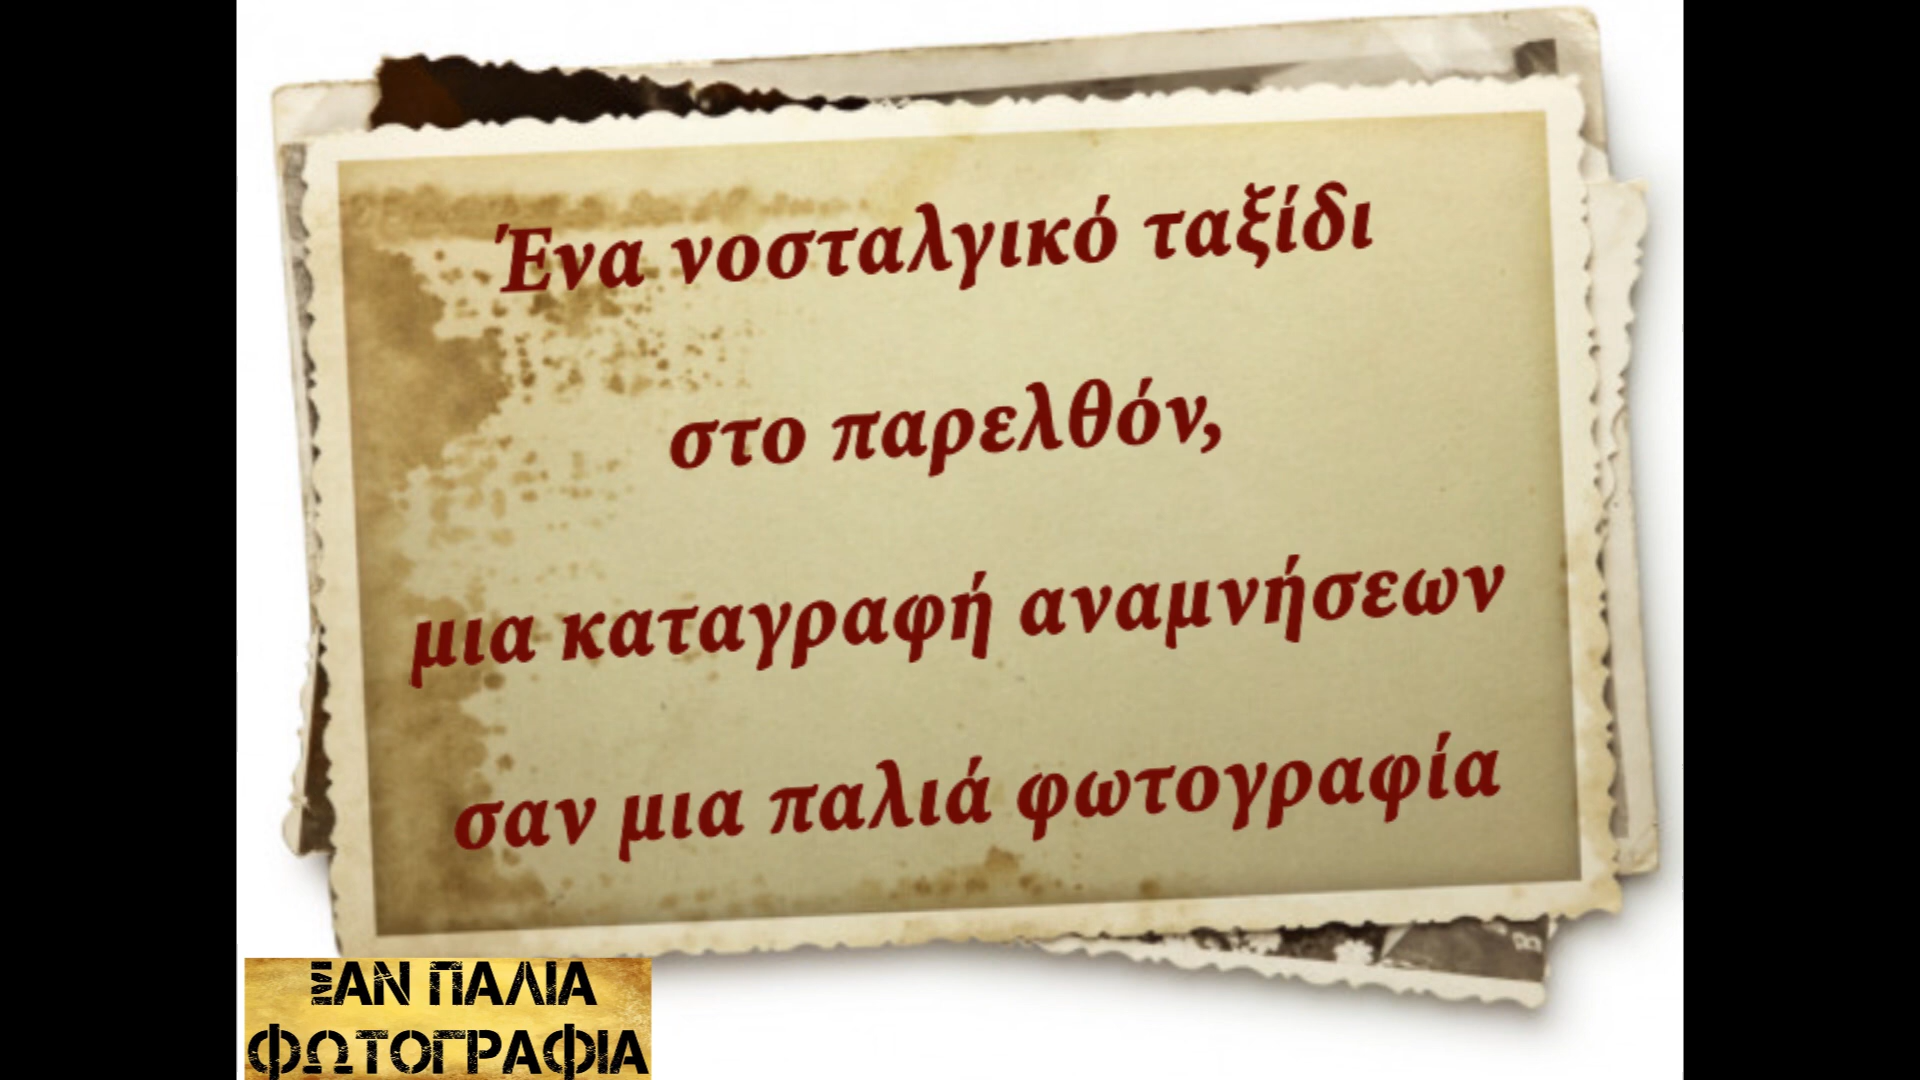 Ένα νοσταλγικό ταξίδι
στο παρελθόν,
μια καταγραφή αναμνήσεων
σαν μια παλιά φωτογραφία
ΣΑΝ ΠΑΛΙΑ
ΦΩΤΟΓΡΑΦΙΑ